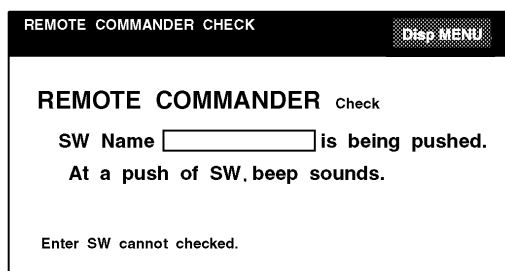 REMOTE COMMANDER CHECK
Disp MENU
REMOTE COMMANDER Check
SW Name is being pushed.
At a push of SW, beep sounds.
Enter SW cannot checked.